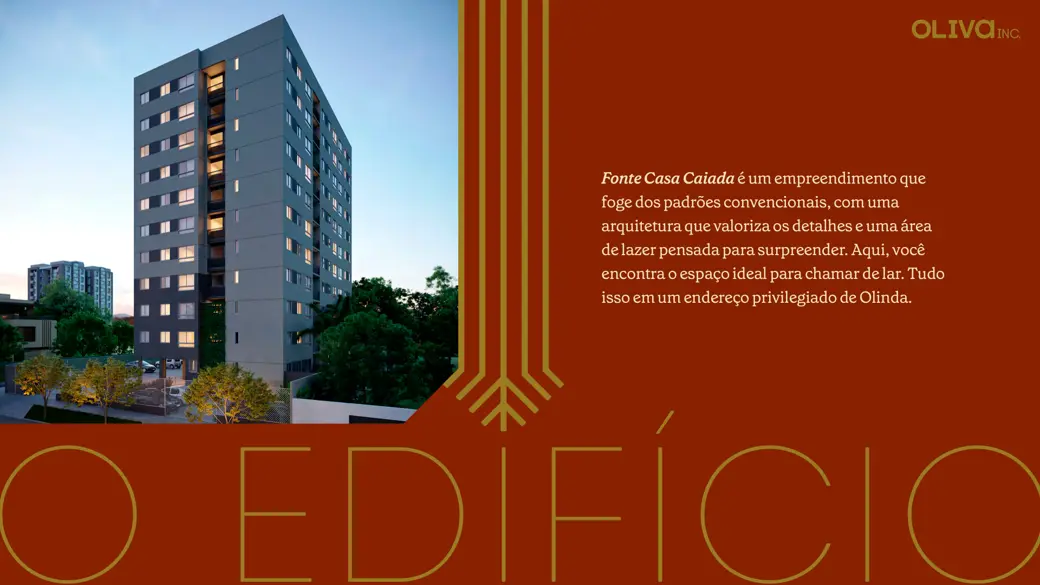 OLIVa INC.
Fonte Casa Caiada é um empreendimento que
foge dos padrões convencionais, com uma
arquitetura que valoriza os detalhes e uma área
de lazer pensada para surpreender. Aqui, você
encontra o espaço ideal para chamar de lar. Tudo
isso em um endereço privilegiado de Olinda.
O EDIFÍCIO